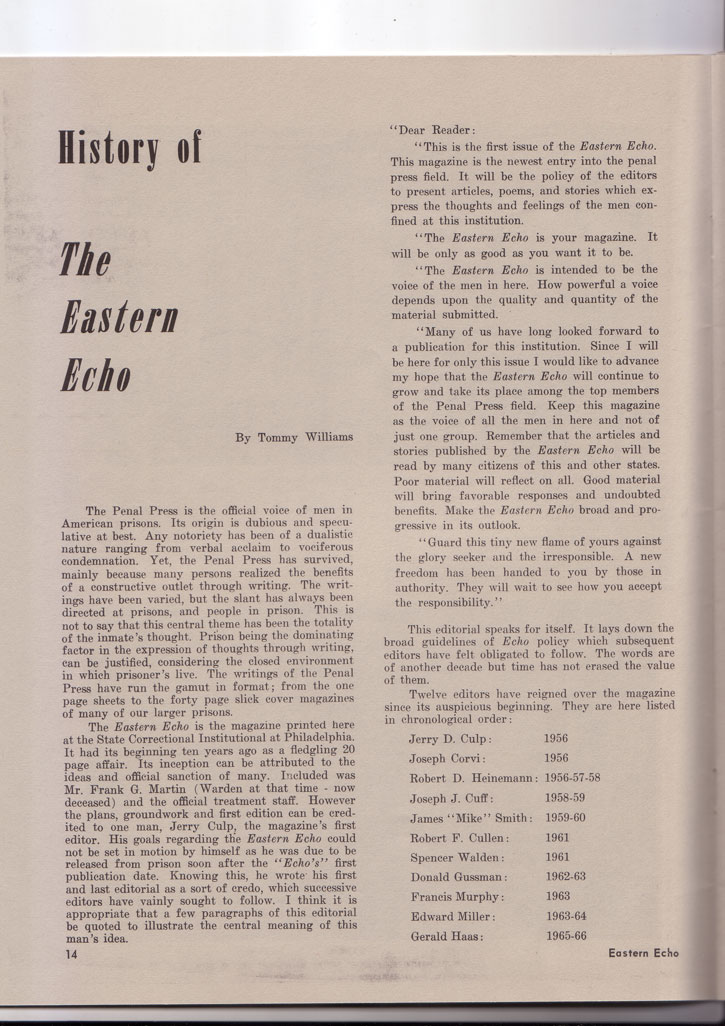 History of
The
Eastern
Echo
By Tommy Williams
The Penal Press is the official voice of men in
American prisons. Its origin is dubious and specu-
lative at best. Any notoriety has been of a dualistic
nature ranging from verbal acclaim to vociferous
condemnation. Yet, the Penal Press has survived,
mainly because many persons realized the benefits
of a constructive outlet through writing. The writ-
ings have been varied, but the slant has always been
directed at prisons, and people in prison. This is
not to say that this central theme has been the totality
of the inmate's thought. Prison being the dominating
factor in the expression of thoughts through writing,
can be justified, considering the closed environment
in which prisoner's live. The writings of the Penal
Press have run the gamut in format; from the one
page sheets to the forty page slick cover magazines
of many of our larger prisons.
The Eastern Echo is the magazine printed here
at the State Correctional Institutional at Philadelphia.
It had its beginning ten years ago as a fledgling 20
page affair. Its inception can be attributed to the
ideas and official sanction of many. Included was
Mr. Frank G. Martin (Warden at that time - now
deceased) and the official treatment staff. However
the plans, groundwork and first edition can be cred-
ited to one man, Jerry Culp, the magazine's first
editor. His goals regarding the Eastern Echo could
not be set in motion by himself as he was due to be
released from prison soon after the "Echo's" first
publication date. Knowing this, he wrote his first
and last editorial as a sort of credo, which successive
editors have vainly sought to follow. I think it is
appropriate that a few paragraphs of this editorial
be quoted to illustrate the central meaning of this
man's idea.
14
"Dear Reader:
"This is the first issue of the Eastern Echo.
This magazine is the newest entry into the penal
press field. It will be the policy of the editors
to present articles, poems, and stories which ex-
press the thoughts and feelings of the men con-
fined at this institution.
"The Eastern Echo is your magazine. It
will be only as good as you want it to be.
"The Eastern Echo is intended to be the
voice of the men in here. How powerful a voice
depends upon the quality and quantity of the
material submitted.
"Many of us have long looked forward to
a publication for this institution. Since I will
be here for only this issue I would like to advance
my hope that the Eastern Echo will continue to
grow and take its place among the top members
of the Penal Press field. Keep this magazine
as the voice of all the men in here and not of
just one group. Remember that the articles and
stories published by the Eastern Echo will be
read by many citizens of this and other states.
Poor material will reflect on all. Good material
will bring favorable responses and undoubted
benefits. Make the Eastern Echo broad and pro-
gressive in its outlook.
"Guard this tiny new flame of yours against
the glory seeker and the irresponsible. A new
freedom has been handed to you by those in
authority. They will wait to see how you accept
the responsibility."
This editorial speaks for itself. It lays down the
broad guidelines of Echo policy which subsequent
editors have felt obligated to follow. The words are
of another decade but time has not erased the value
of them.
Twelve editors have reigned over the magazine
since its auspicious beginning. They are here listed
in chronological order:
Jerry D. Culp: 1956
Joseph Corvi: 1956
Robert D. Heinemann: 1956-57-58
Joseph J. Cuff: 1958-59
James "Mike" Smith: 1959-60
Robert F. Cullen: 1961
Spencer Walden: 1961
Donald Gussman: 1962-63
Francis Murphy: 1963
Edward Miller: 1963-64
Gerald Haas: 1965-66
Eastern Echo